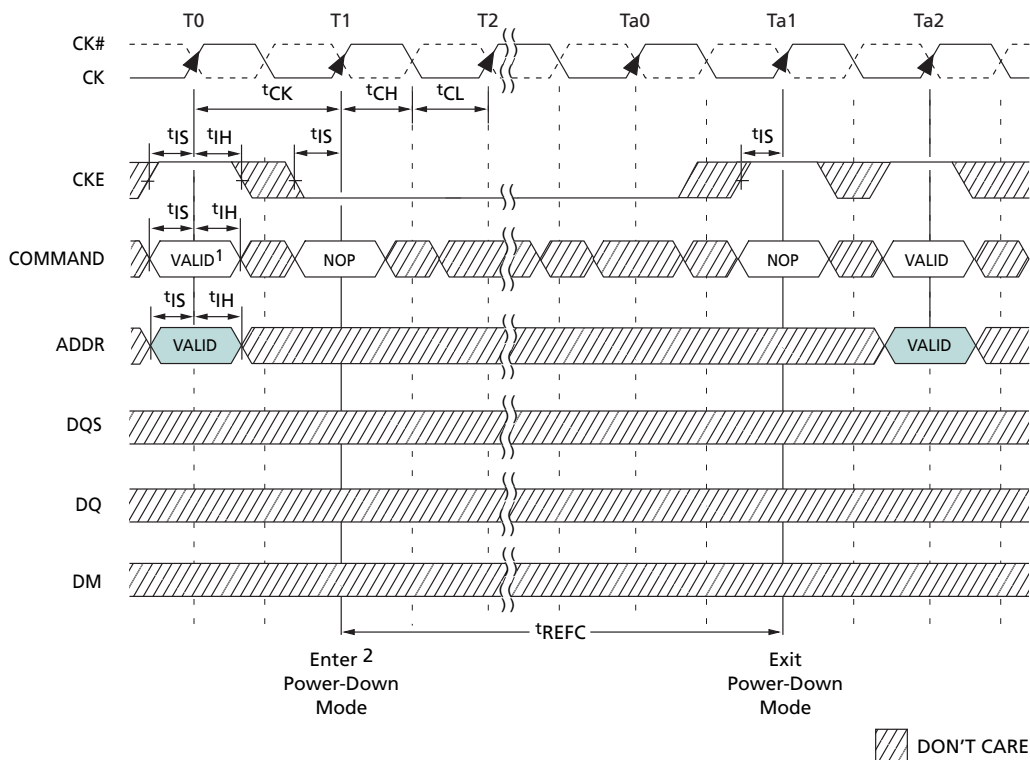 T0 T1 T2 Ta0 Ta1 Ta2
CK#
CK
tCK tCH tCL
tIS tIH tIS tIS
CKE
tIS tIH
COMMAND VALID1 NOP NOP VALID
tIS tIH
ADDR VALID VALID
DQS
DQ
DM
tREFC
Enter 2
Power-Down
Mode
Exit
Power-Down
Mode
DON'T CARE